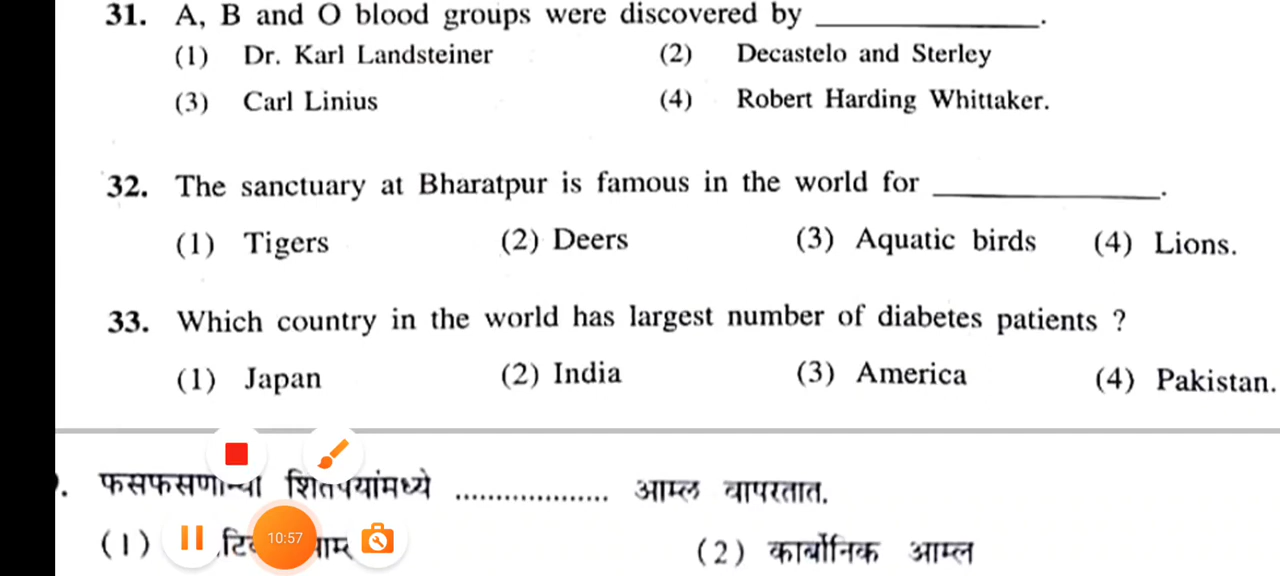 31. A, B and O blood groups were discovered by ____________.
(1) Dr. Karl Landsteiner (2) Decastelo and Sterley
(3) Carl Linius (4) Robert Harding Whittaker.
32. The sanctuary at Bharatpur is famous in the world for ____________.
(1) Tigers (2) Deers (3) Aquatic birds (4) Lions.
33. Which country in the world has largest number of diabetes patients ?
(1) Japan (2) India (3) America (4) Pakistan.
. फसफसणाऱ्या शितपेयांमध्ये ................... आम्ल वापरतात.
(1) (2) कार्बोनिक आम्ल
10:57